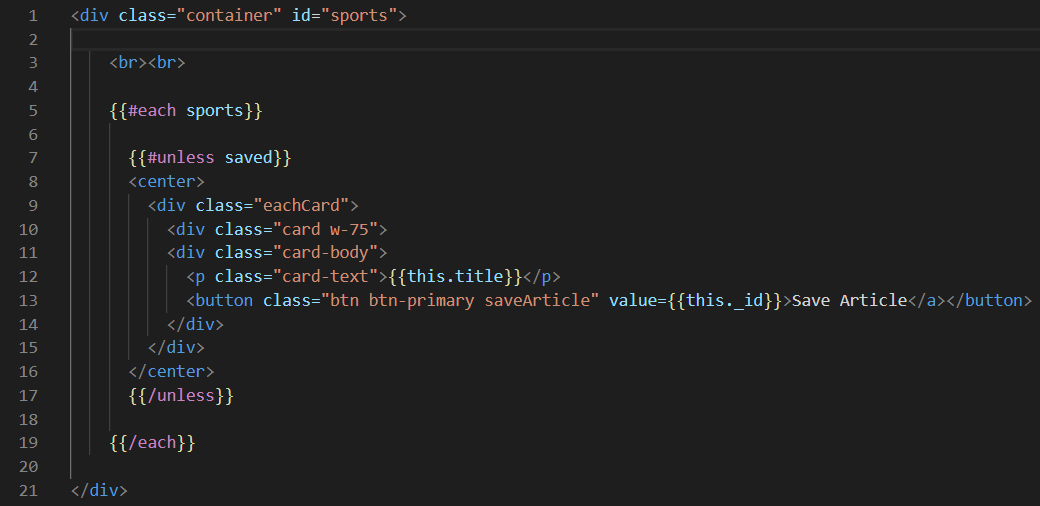 1 <div class="container" id="sports">
2
3 <br><br>
4
5 {{#each sports}}
6
7 {{#unless saved}}
8 <center>
9 <div class="eachCard">
10 <div class="card w-75">
11 <div class="card-body">
12 <p class="card-text">{{this.title}}</p>
13 <button class="btn btn-primary saveArticle" value={{this._id}}>Save Article</a></button>
14 </div>
15 </div>
16 </center>
17 {{/unless}}
18
19 {{/each}}
20
21 </div>